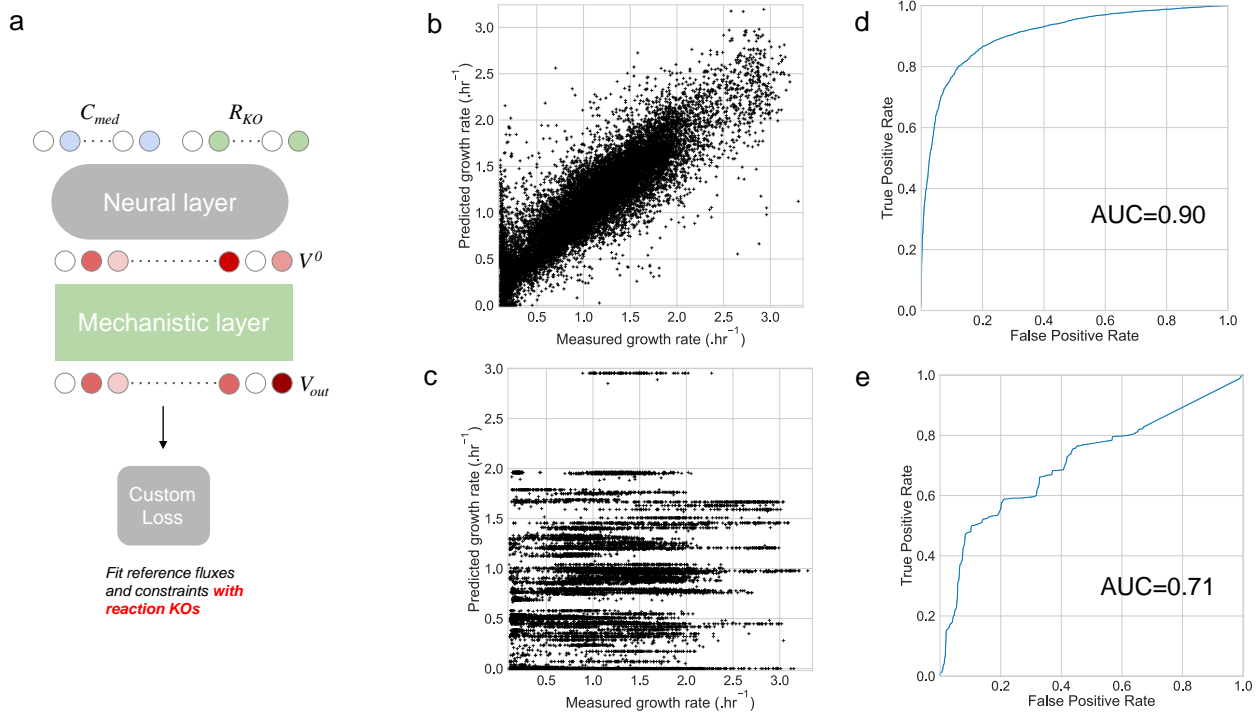 a
C_med
R_KO
Neural layer
V⁰
Mechanistic layer
V_out
Custom
Loss
Fit reference fluxes
and constraints with
reaction KOs
b
Predicted growth rate (.hr⁻¹)
3.0
2.5
2.0
1.5
1.0
0.5
0.0
0.5
1.0
1.5
2.0
2.5
3.0
Measured growth rate (.hr⁻¹)
c
Predicted growth rate (.hr⁻¹)
3.0
2.5
2.0
1.5
1.0
0.5
0.0
0.5
1.0
1.5
2.0
2.5
3.0
Measured growth rate (.hr⁻¹)
d
True Positive Rate
1.0
0.8
1.0
0.6
0.4
0.2
0.0
AUC=0.90
0.2
0.4
0.6
0.8
1.0
False Positive Rate
e
True Positive Rate
1.0
0.8
0.6
0.4
0.2
0.0
AUC=0.71
0.2
0.4
0.6
0.8
1.0
False Positive Rate